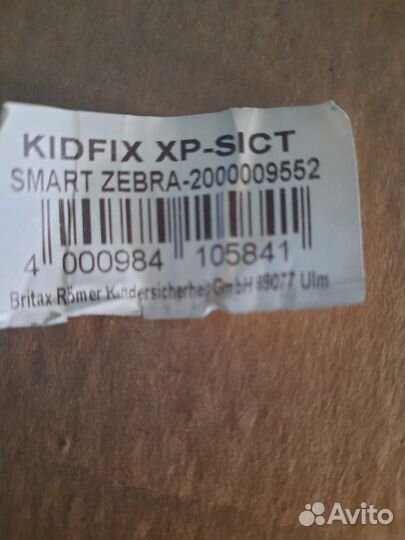 KIDFIX XP-SICT
SMART ZEBRA-2000009552
4 000984 105841
Britax Römer Kindersicherheit GmbH 89077 Ulm
Avito